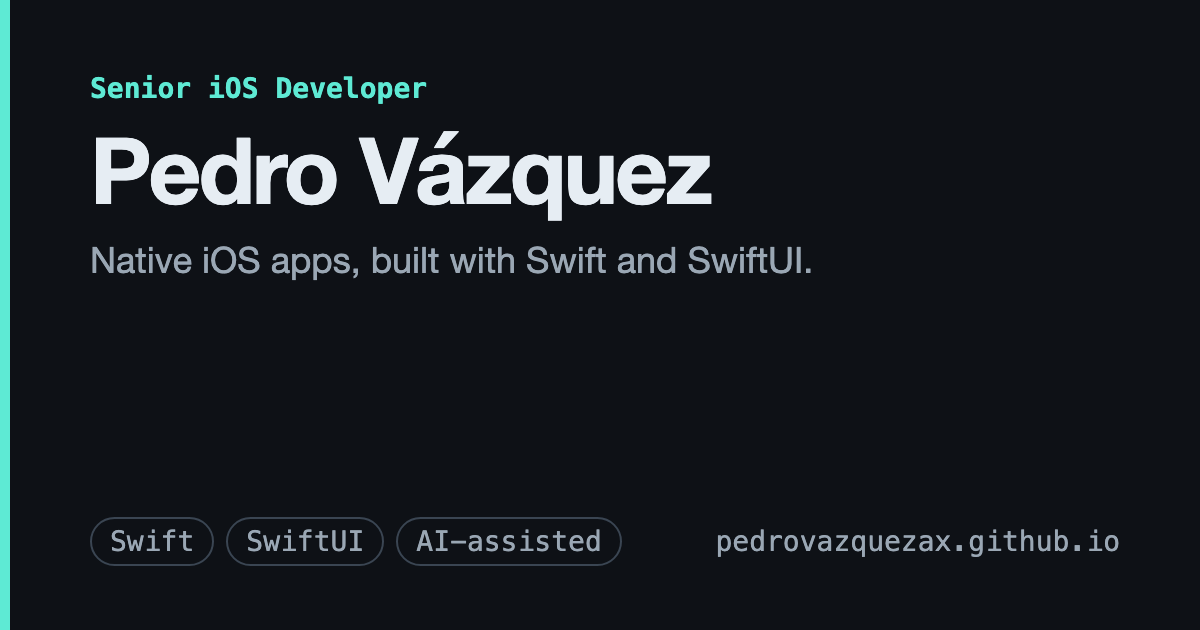 Senior iOS Developer
Pedro Vázquez
Native iOS apps, built with Swift and SwiftUI.
Swift SwiftUI AI-assisted pedrovazquezax.github.io